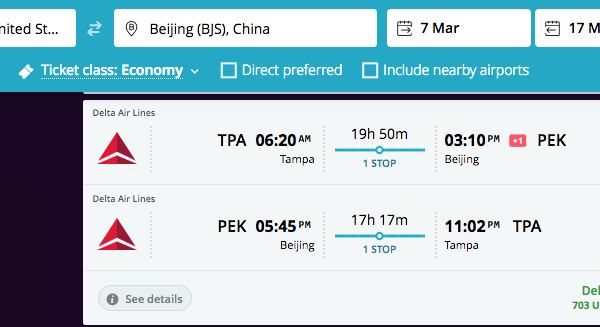 nited St... Beijing (BJS), China 7 Mar 17 M
Ticket class: Economy Direct preferred Include nearby airports
Delta Air Lines
TPA 06:20 AM 19h 50m 03:10 PM +1 PEK
Tampa 1 STOP Beijing
Delta Air Lines
PEK 05:45 PM 17h 17m 11:02 PM TPA
Beijing 1 STOP Tampa
See details
Del
703 U